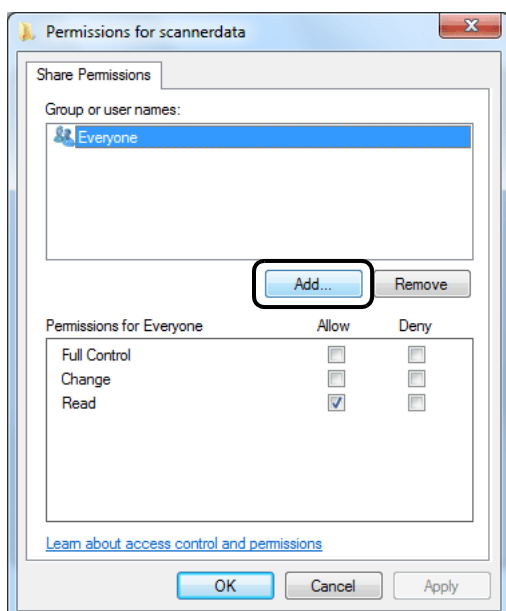 Permissions for scannerdata
Share Permissions
Group or user names:
Everyone
Add... Remove
Permissions for Everyone Allow Deny
Full Control
Change
Read
Learn about access control and permissions
OK Cancel Apply